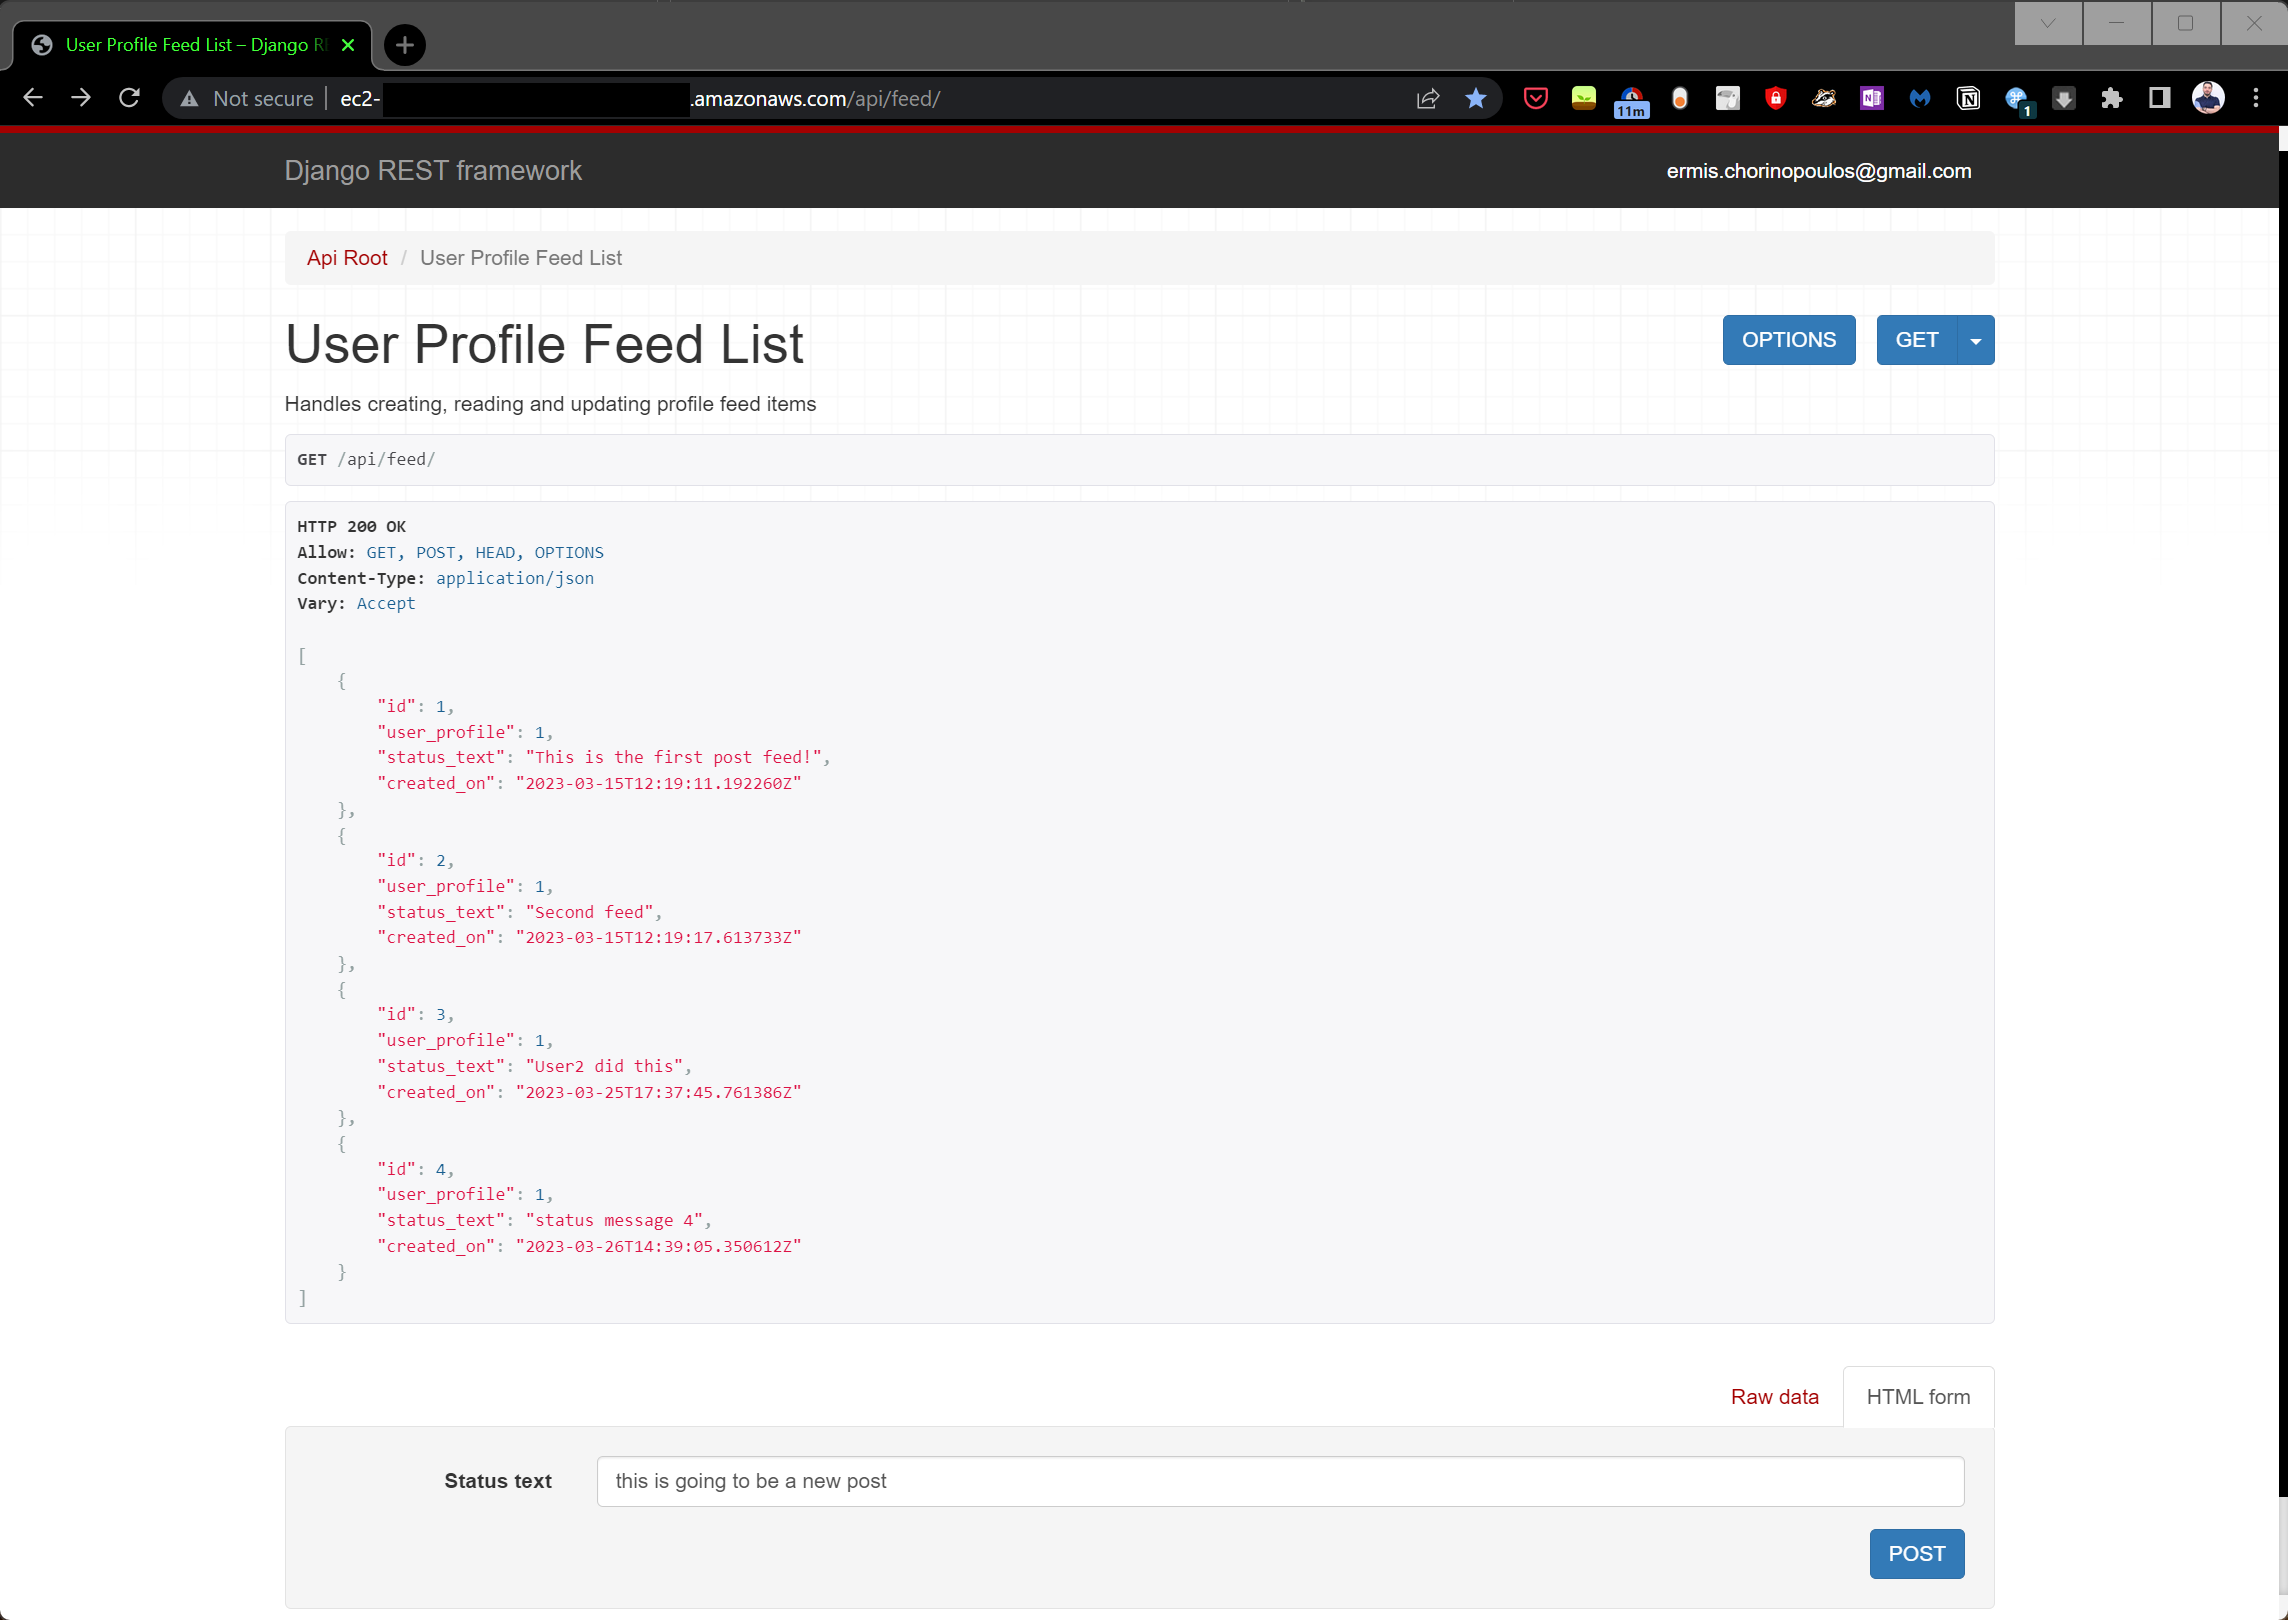 User Profile Feed List – Django R
Not secure
ec2-
.amazonaws.com/api/feed/
11m
1
Django REST framework
ermis.chorinopoulos@gmail.com
Api Root / User Profile Feed List
User Profile Feed List
OPTIONS
GET
Handles creating, reading and updating profile feed items
GET /api/feed/
HTTP 200 OK
Allow: GET, POST, HEAD, OPTIONS
Content-Type: application/json
Vary: Accept
[
    {
        "id": 1,
        "user_profile": 1,
        "status_text": "This is the first post feed!",
        "created_on": "2023-03-15T12:19:11.192260Z"
    },
    {
        "id": 2,
        "user_profile": 1,
        "status_text": "Second feed",
        "created_on": "2023-03-15T12:19:17.613733Z"
    },
    {
        "id": 3,
        "user_profile": 1,
        "status_text": "User2 did this",
        "created_on": "2023-03-25T17:37:45.761386Z"
    },
    {
        "id": 4,
        "user_profile": 1,
        "status_text": "status message 4",
        "created_on": "2023-03-26T14:39:05.350612Z"
    }
]
Raw data
HTML form
Status text
this is going to be a new post
POST